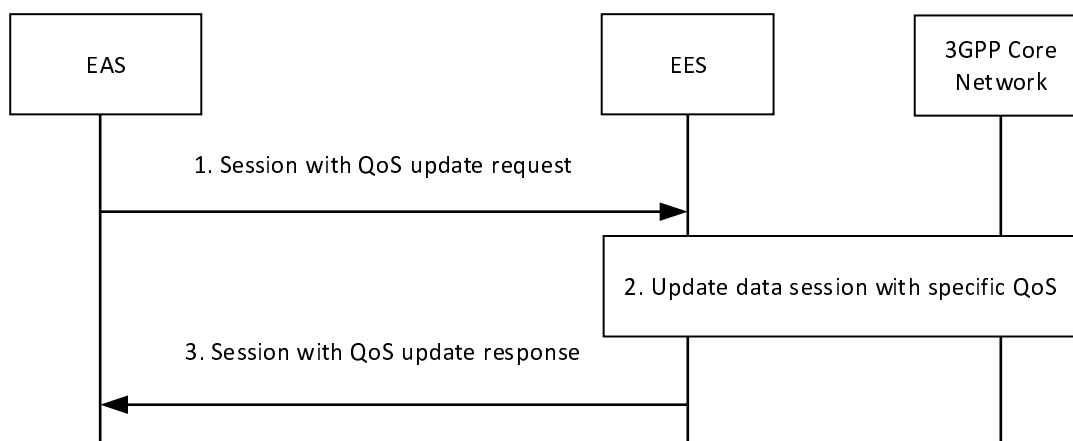 EAS
EES
3GPP Core
Network
1. Session with QoS update request
2. Update data session with specific QoS
3. Session with QoS update response